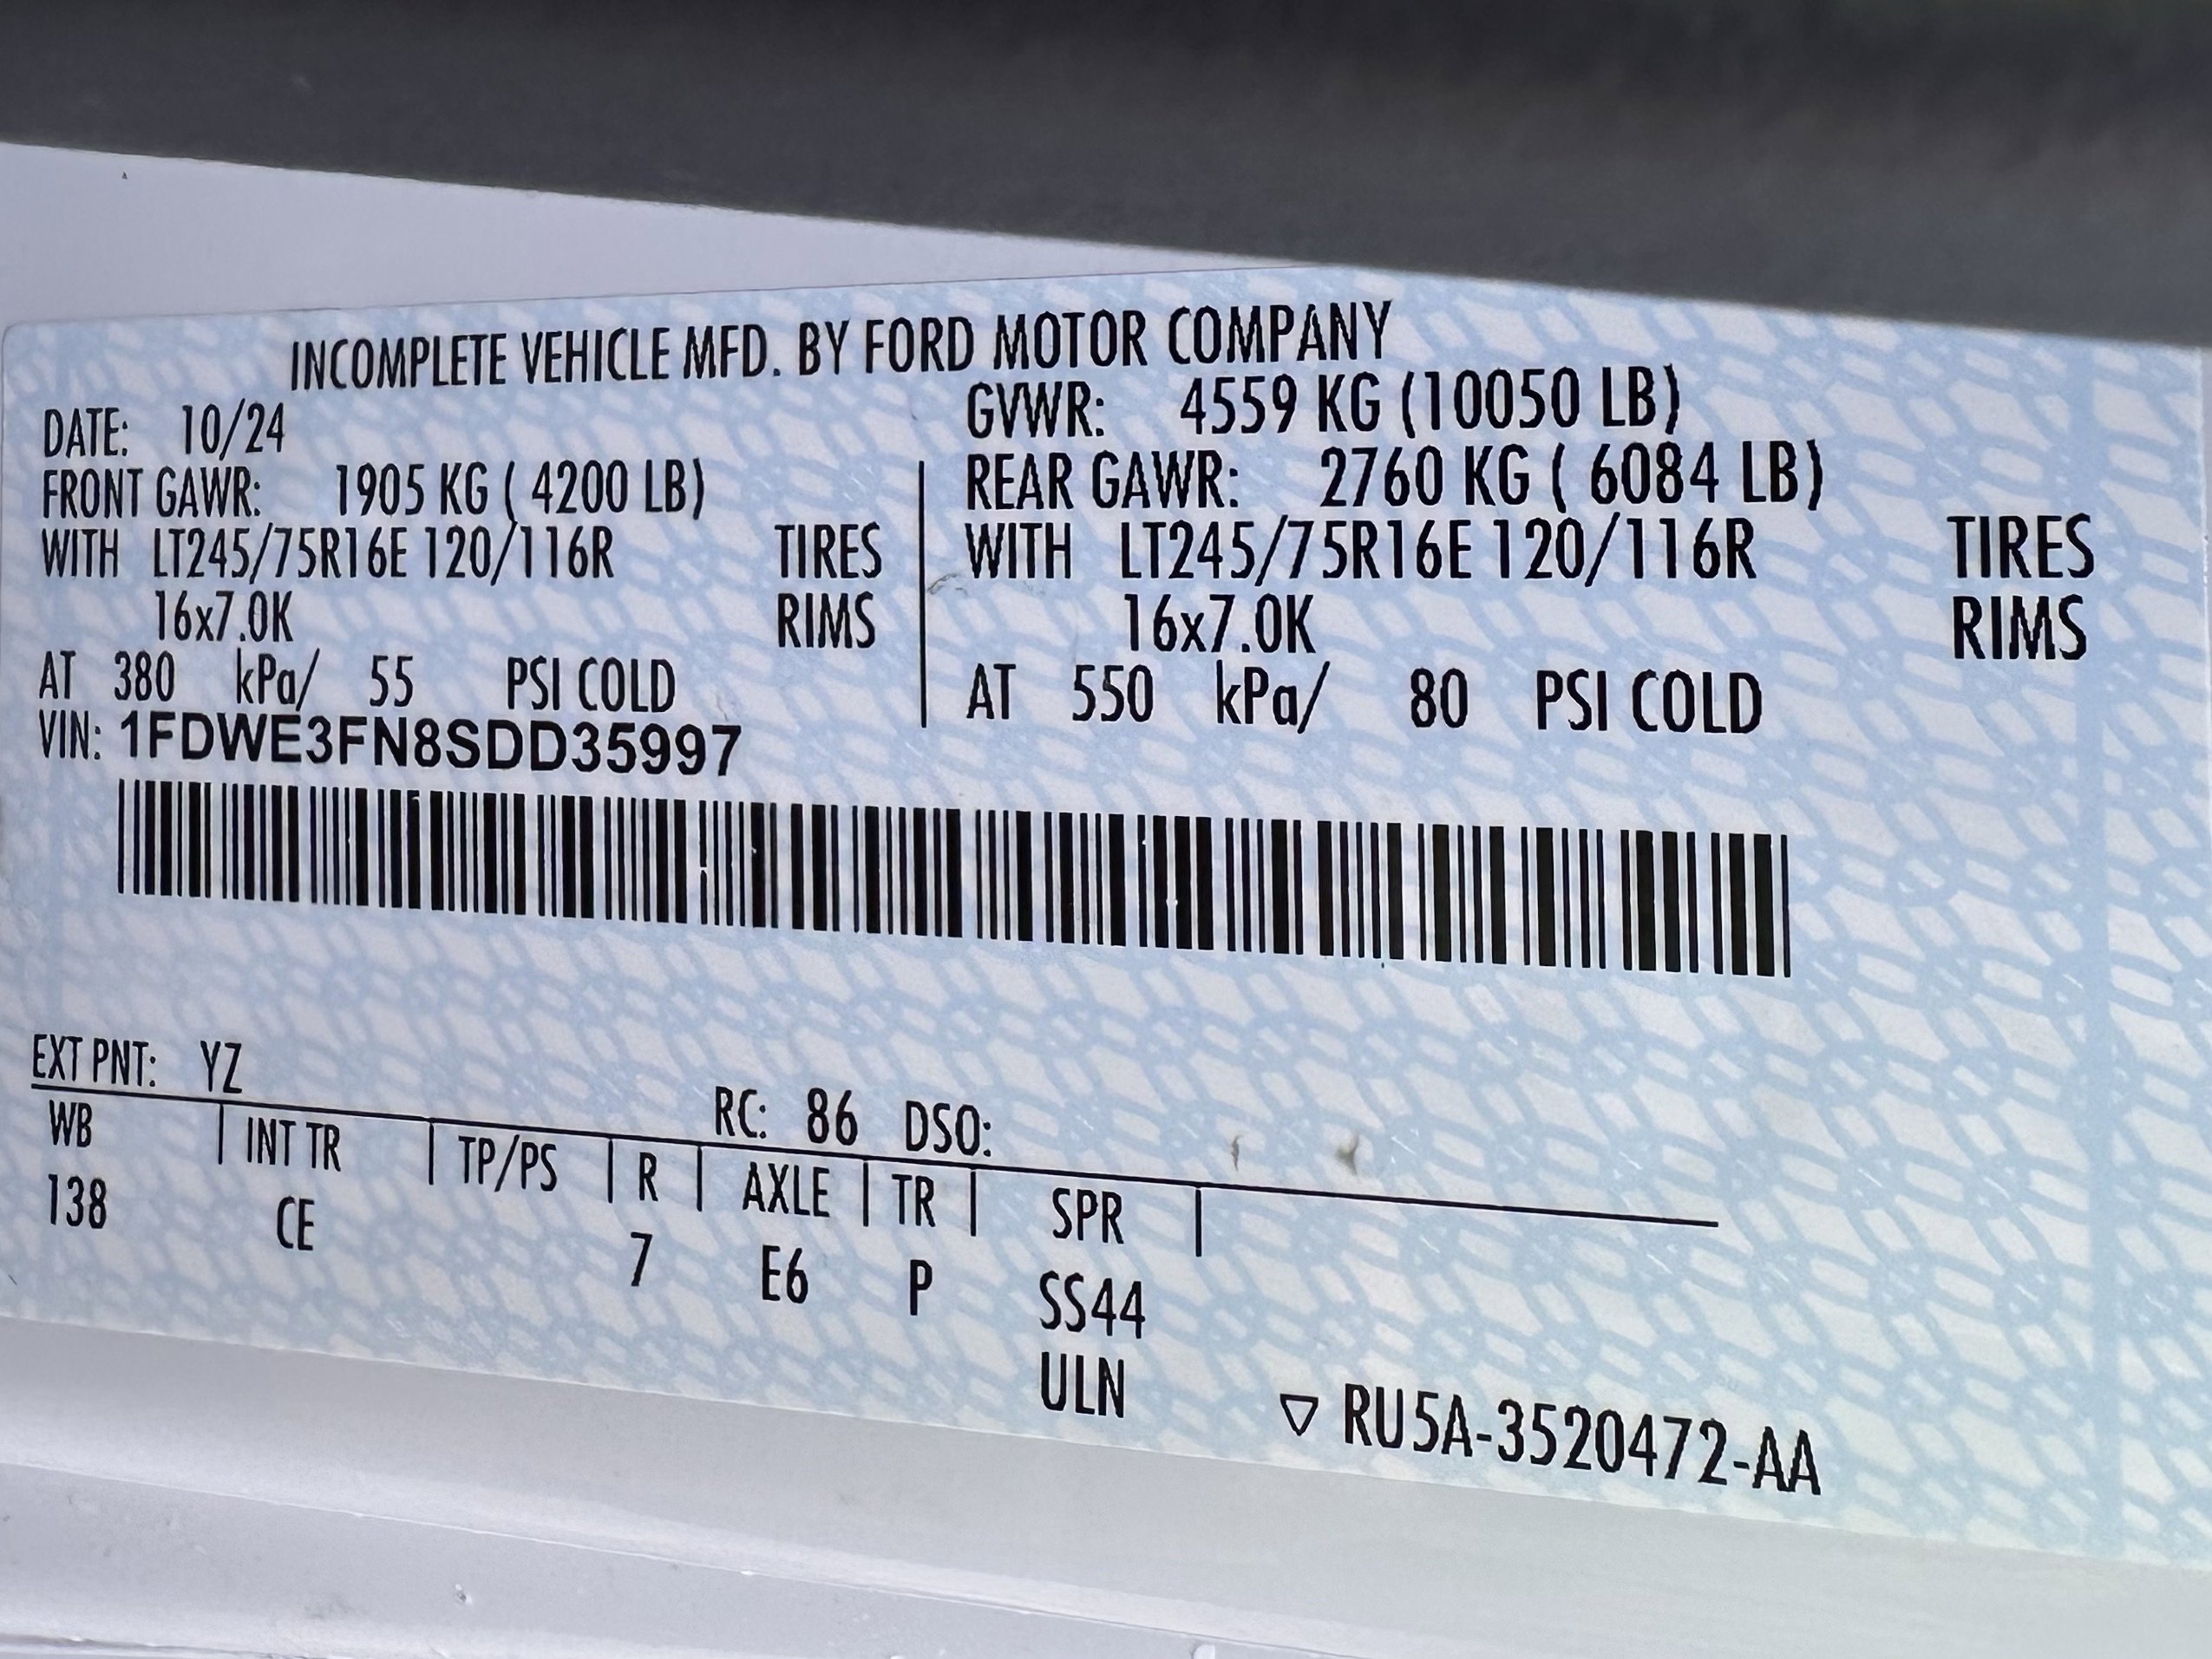 INCOMPLETE VEHICLE MFD. BY FORD MOTOR COMPANY
DATE: 10/24 GVWR: 4559 KG (10050 LB)
FRONT GAWR: 1905 KG ( 4200 LB) REAR GAWR: 2760 KG ( 6084 LB)
WITH LT245/75R16E 120/116R TIRES WITH LT245/75R16E 120/116R TIRES
16x7.0K RIMS 16x7.0K RIMS
AT 380 kPa/ 55 PSI COLD AT 550 kPa/ 80 PSI COLD
VIN: 1FDWE3FN8SDD35997
EXT PNT: YZ RC: 86 DSO:
WB | INT TR | TP/PS | R | AXLE | TR | SPR |
138 CE 7 E6 P SS44
ULN
▽ RU5A-3520472-AA